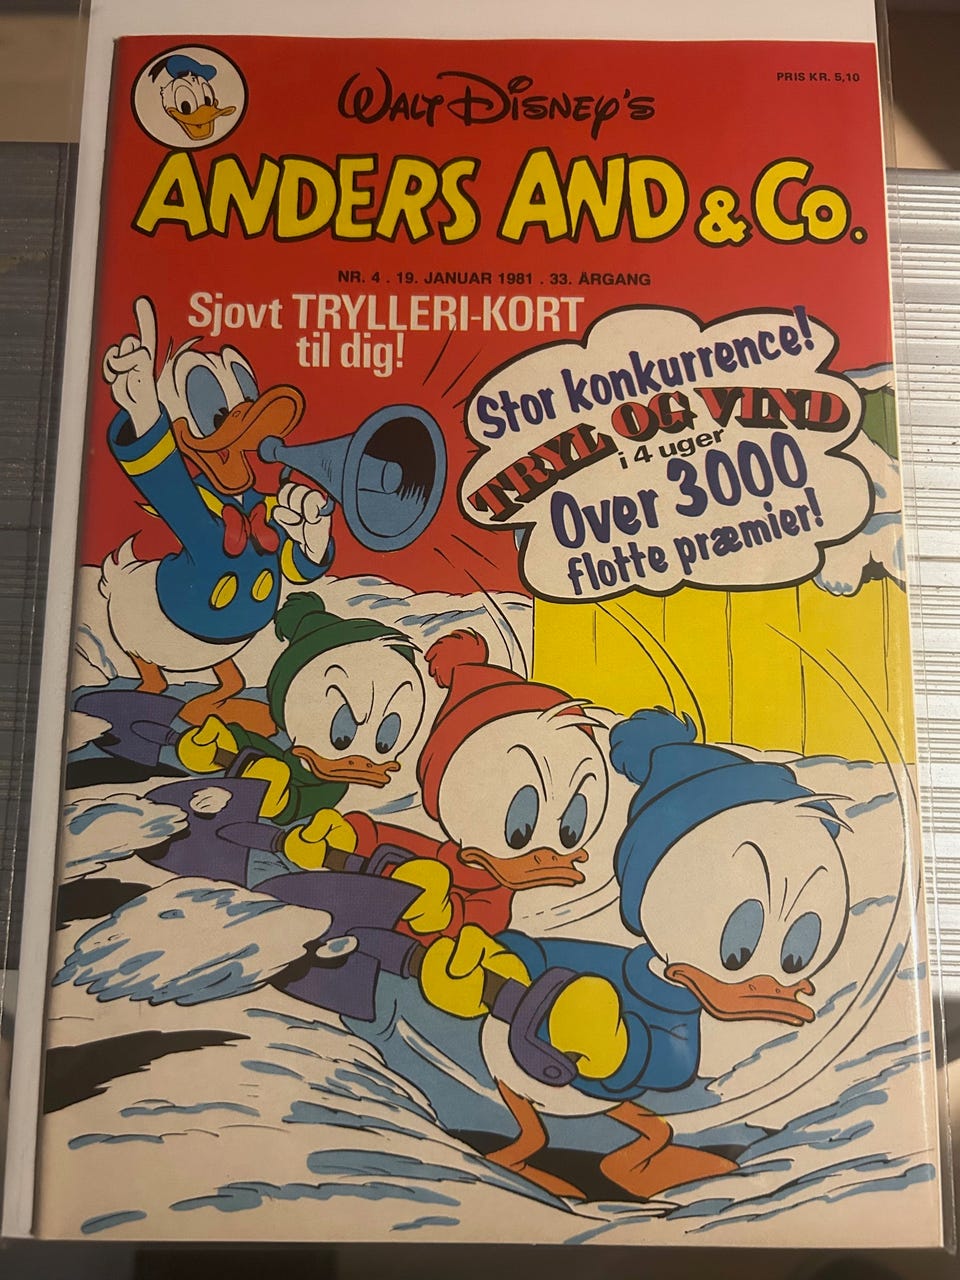 PRIS KR. 5,10
WALT DISNEY'S
ANDERS AND & Co.
NR. 4 . 19. JANUAR 1981 . 33. ÅRGANG
Sjovt TRYLLERI-KORT
til dig!
Stor konkurrence!
TRYL OG VIND
i 4 uger
Over 3000
flotte præmier!